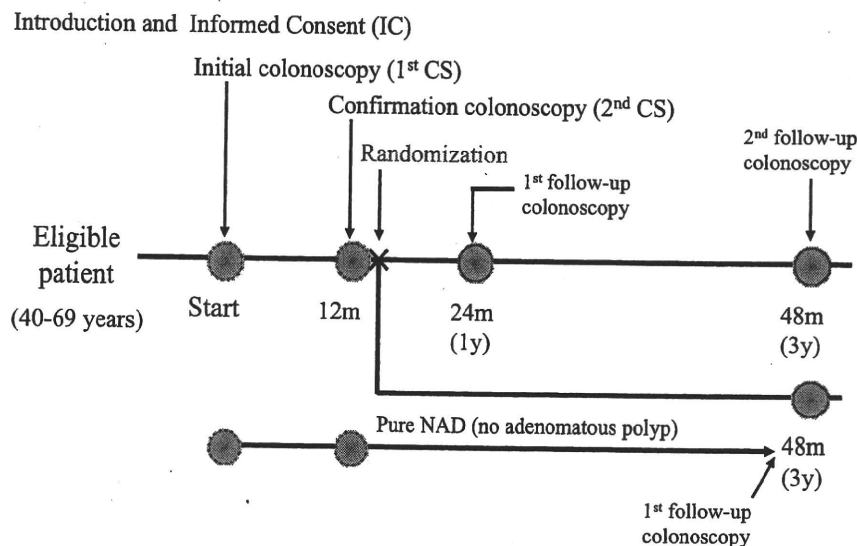 Introduction and Informed Consent (IC)
Initial colonoscopy (1st CS)
Confirmation colonoscopy (2nd CS)
Randomization
1st follow-up
colonoscopy
2nd follow-up
colonoscopy
Eligible
patient
(40-69 years)
Start
12m
24m
(1y)
48m
(3y)
Pure NAD (no adenomatous polyp)
48m
(3y)
1st follow-up
colonoscopy